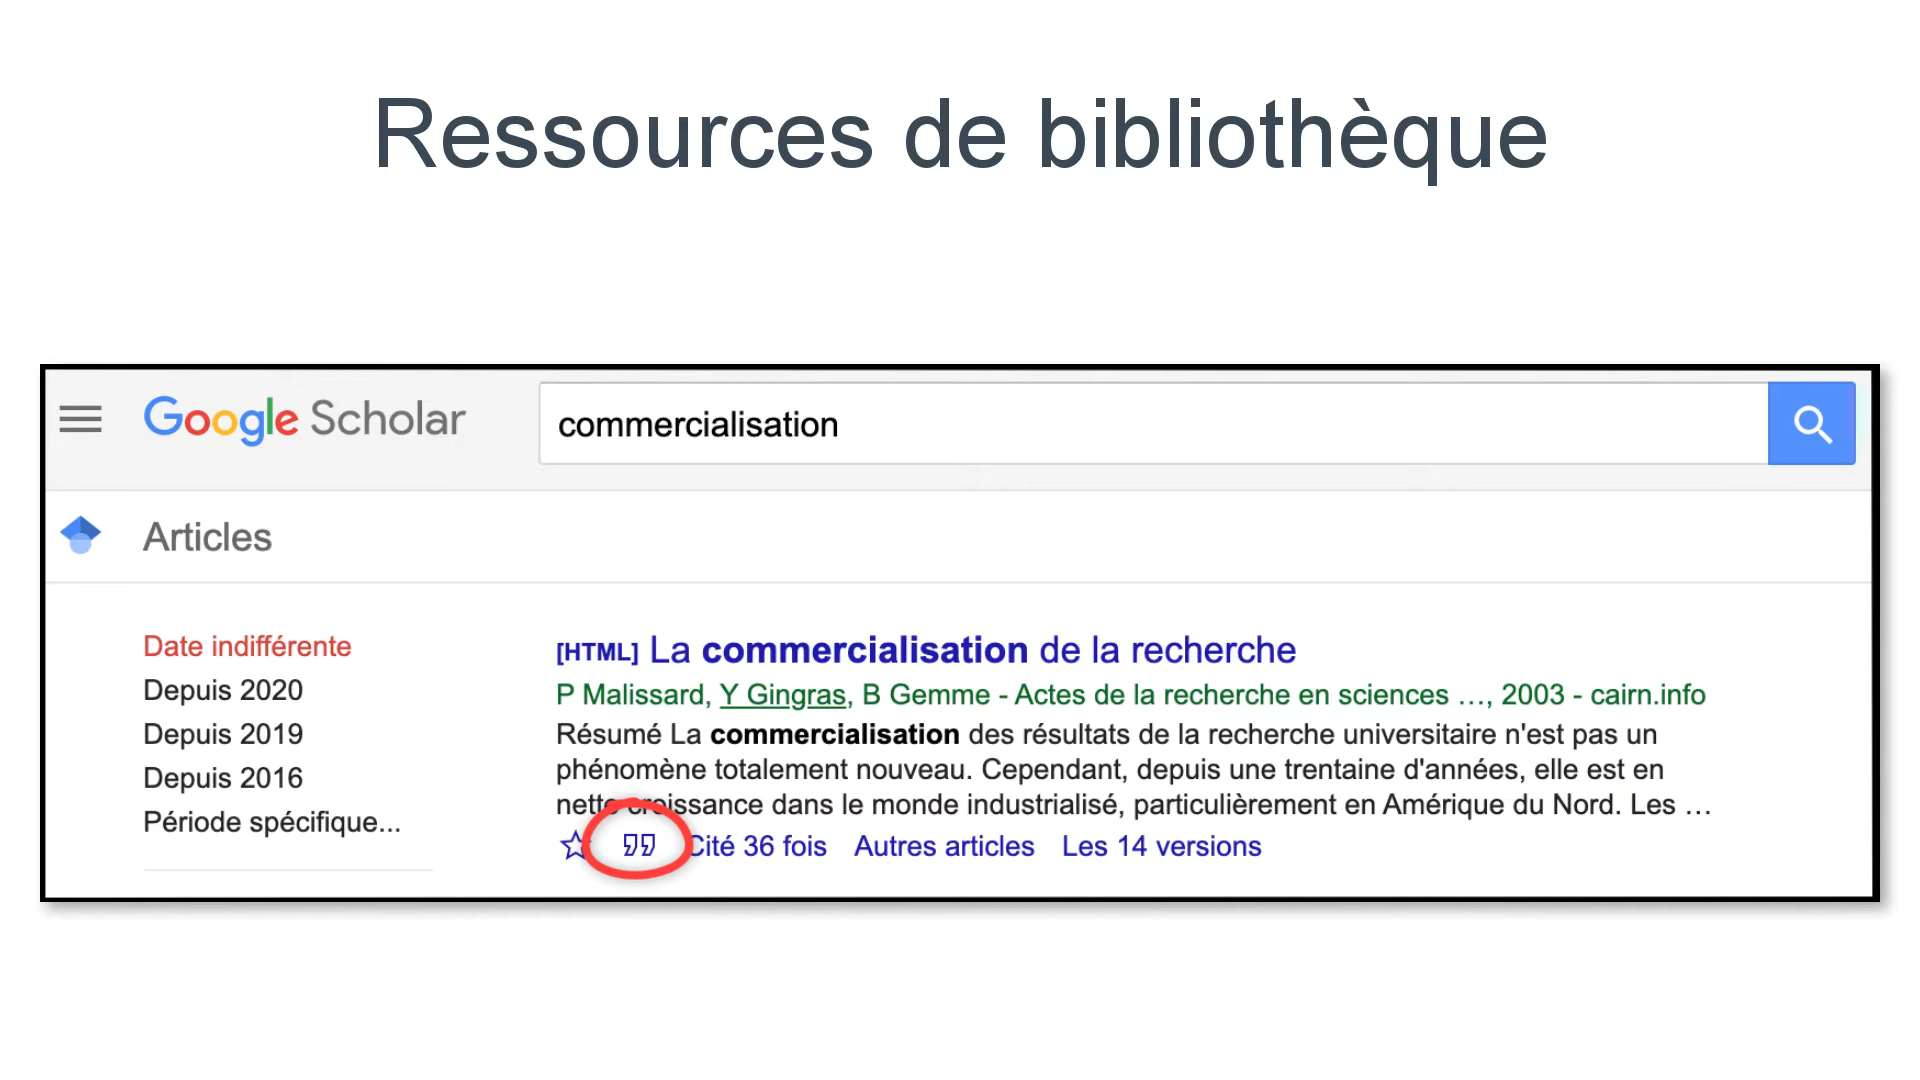 Ressources de bibliothèque
Google Scholar
commercialisation
Articles
Date indifférente
Depuis 2020
Depuis 2019
Depuis 2016
Période spécifique...
[HTML] La commercialisation de la recherche
P Malissard, Y Gingras, B Gemme - Actes de la recherche en sciences …, 2003 - cairn.info
Résumé La commercialisation des résultats de la recherche universitaire n'est pas un
phénomène totalement nouveau. Cependant, depuis une trentaine d'années, elle est en
nette croissance dans le monde industrialisé, particulièrement en Amérique du Nord. Les …
Cité 36 fois Autres articles Les 14 versions